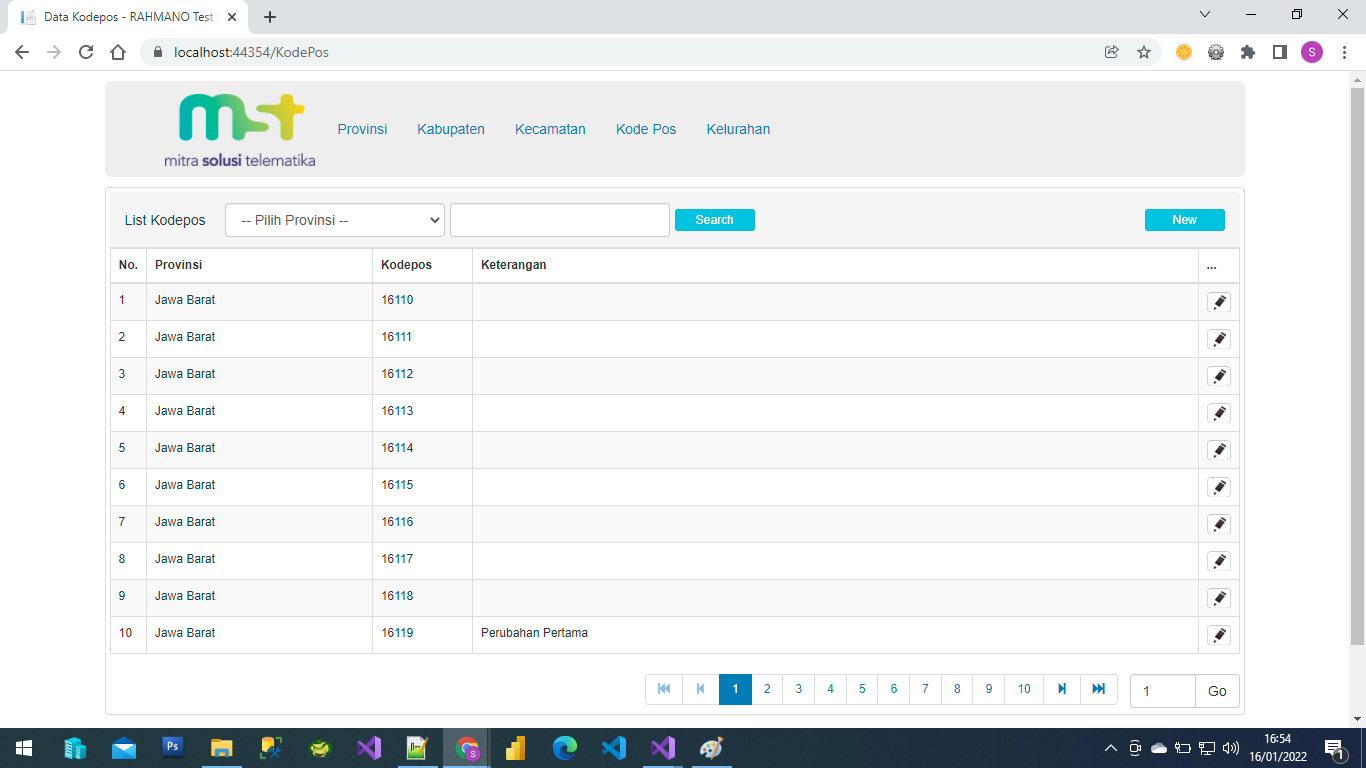 Data Kodepos - RAHMANO Test
localhost:44354/KodePos
S
mst
mitra solusi telematika
Provinsi Kabupaten Kecamatan Kode Pos Kelurahan
List Kodepos -- Pilih Provinsi -- Search New
No. Provinsi Kodepos Keterangan ...
1 Jawa Barat 16110
2 Jawa Barat 16111
3 Jawa Barat 16112
4 Jawa Barat 16113
5 Jawa Barat 16114
6 Jawa Barat 16115
7 Jawa Barat 16116
8 Jawa Barat 16117
9 Jawa Barat 16118
10 Jawa Barat 16119 Perubahan Pertama
1 2 3 4 5 6 7 8 9 10 1 Go
Ps
S
16:54
16/01/2022
1